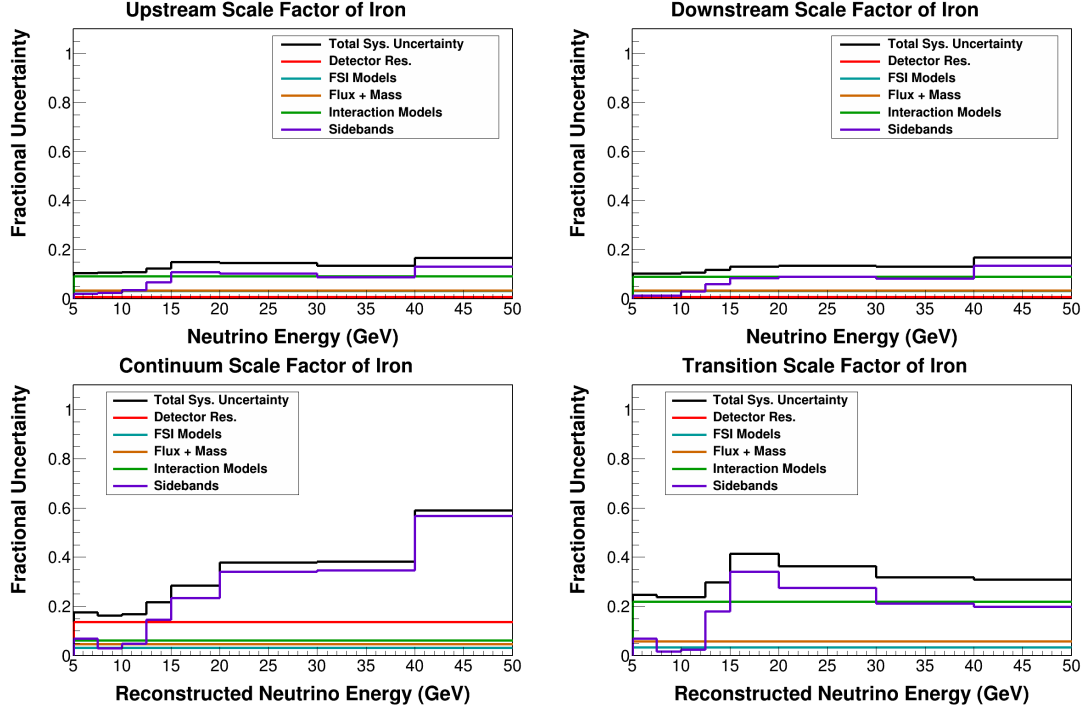 Upstream Scale Factor of Iron
Fractional Uncertainty
1
0.8
0.6
0.4
0.2
0
Total Sys. Uncertainty
Detector Res.
FSI Models
Flux + Mass
Interaction Models
Sidebands
5 10 15 20 25 30 35 40 45 50
Neutrino Energy (GeV)
Downstream Scale Factor of Iron
Fractional Uncertainty
1
0.8
0.6
0.4
0.2
0
Total Sys. Uncertainty
Detector Res.
FSI Models
Flux + Mass
Interaction Models
Sidebands
5 10 15 20 25 30 35 40 45 50
Neutrino Energy (GeV)
Continuum Scale Factor of Iron
Fractional Uncertainty
1
0.8
0.6
0.4
0.2
0
Total Sys. Uncertainty
Detector Res.
FSI Models
Flux + Mass
Interaction Models
Sidebands
5 10 15 20 25 30 35 40 45 50
Reconstructed Neutrino Energy (GeV)
Transition Scale Factor of Iron
Fractional Uncertainty
1
0.8
0.6
0.4
0.2
0
Total Sys. Uncertainty
Detector Res.
FSI Models
Flux + Mass
Interaction Models
Sidebands
5 10 15 20 25 30 35 40 45 50
Reconstructed Neutrino Energy (GeV)